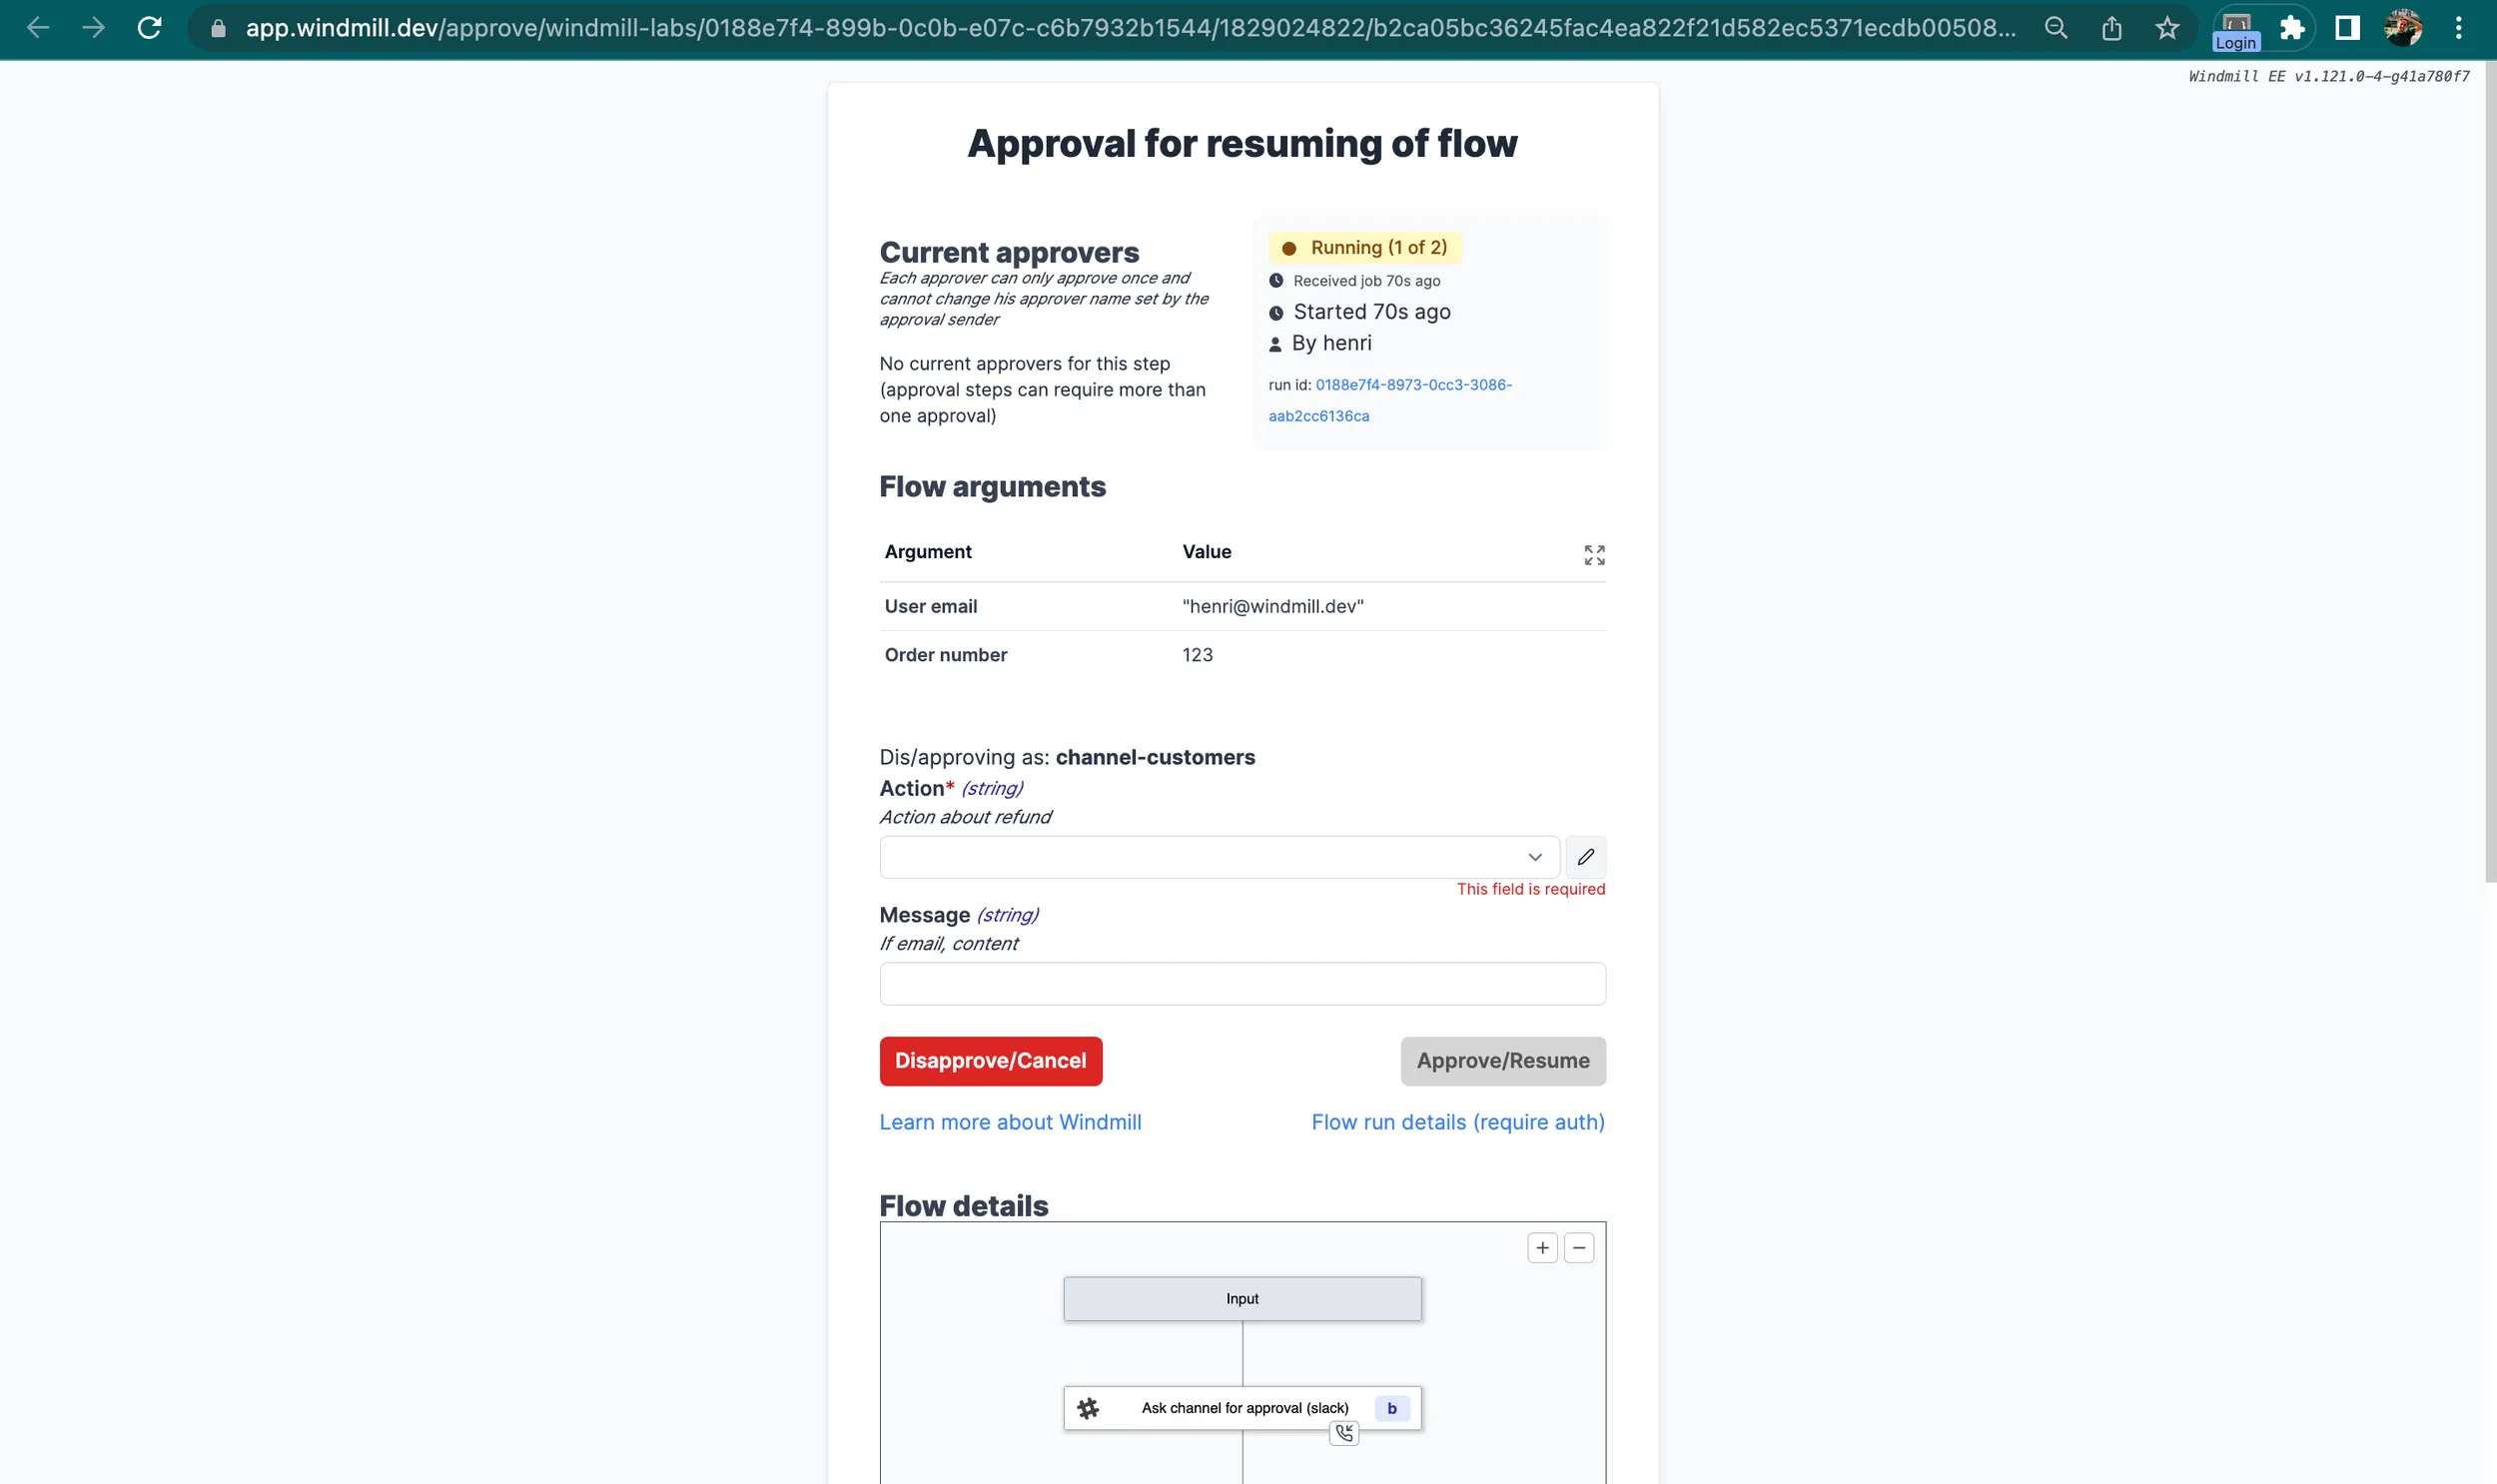 app.windmill.dev/approve/windmill-labs/0188e7f4-899b-0c0b-e07c-c6b7932b1544/1829024822/b2ca05bc36245fac4ea822f21d582ec5371ecdb00508...
Login
Windmill EE v1.121.0-4-g41a780f7
Approval for resuming of flow
Current approvers
Each approver can only approve once and
cannot change his approver name set by the
approval sender
No current approvers for this step
(approval steps can require more than
one approval)
Running (1 of 2)
Received job 70s ago
Started 70s ago
By henri
run id: 0188e7f4-8973-0cc3-3086-
aab2cc6136ca
Flow arguments
Argument Value
User email "henri@windmill.dev"
Order number 123
Dis/approving as: channel-customers
Action* (string)
Action about refund
This field is required
Message (string)
If email, content
Disapprove/Cancel Approve/Resume
Learn more about Windmill Flow run details (require auth)
Flow details
+ −
Input
Ask channel for approval (slack) b